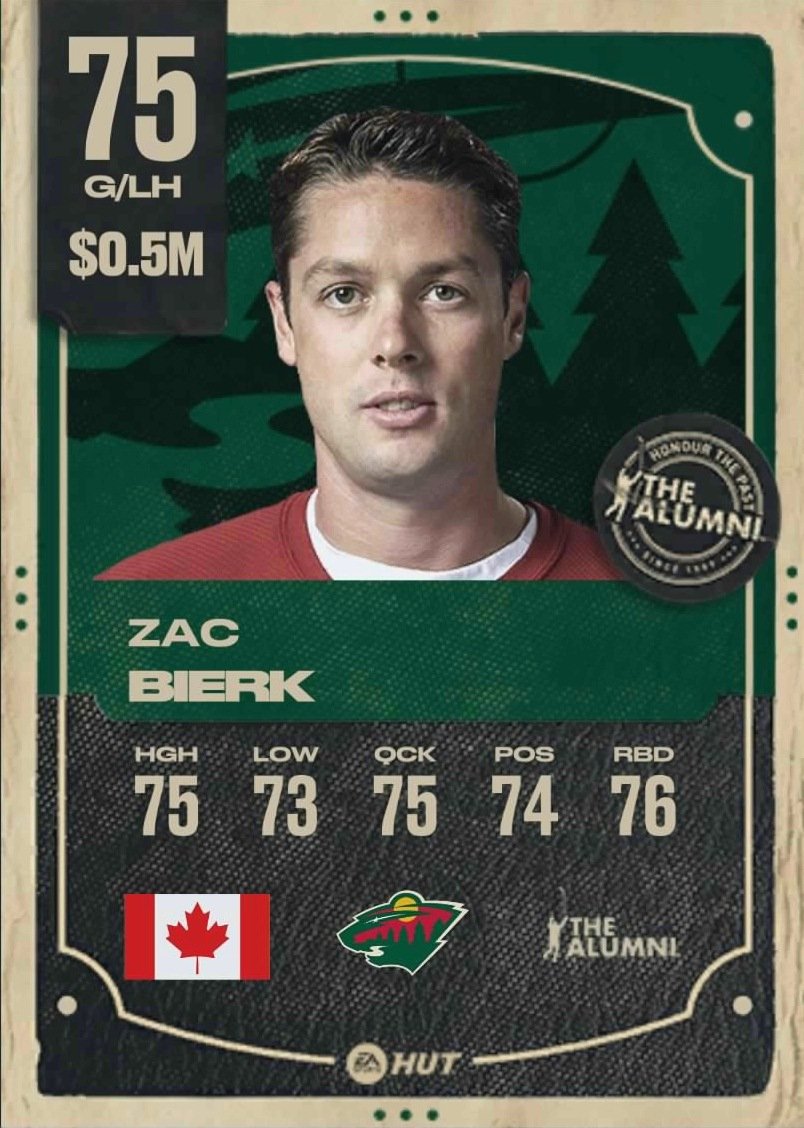 75
G/LH
$0.5M
HONOUR THE PAST
THE
ALUMNI
ZAC
BIERK
HGH LOW QCK POS RBD
75 73 75 74 76
THE
ALUMNI
EA
HUT